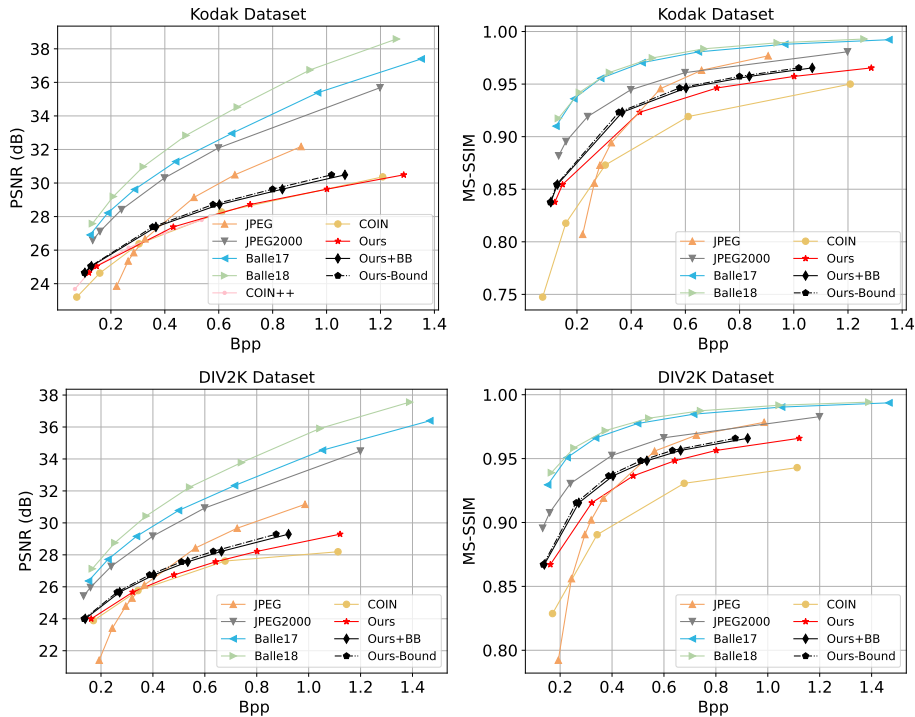 Kodak Dataset
PSNR (dB)
38
36
34
32
30
28
26
24
0.2 0.4 0.6 0.8 1.0 1.2 1.4
Bpp
JPEG
JPEG2000
Balle17
Balle18
COIN++
COIN
Ours
Ours+BB
Ours-Bound
Kodak Dataset
MS-SSIM
1.00
0.95
0.90
0.85
0.80
0.75
0.0 0.2 0.4 0.6 0.8 1.0 1.2 1.4
Bpp
JPEG
JPEG2000
Balle17
Balle18
COIN
Ours
Ours+BB
Ours-Bound
DIV2K Dataset
PSNR (dB)
38
36
34
32
30
28
26
24
22
0.2 0.4 0.6 0.8 1.0 1.2 1.4
Bpp
JPEG
JPEG2000
Balle17
Balle18
COIN
Ours
Ours+BB
Ours-Bound
DIV2K Dataset
MS-SSIM
1.00
0.95
0.90
0.85
0.80
0.2 0.4 0.6 0.8 1.0 1.2 1.4
Bpp
JPEG
JPEG2000
Balle17
Balle18
COIN
Ours
Ours+BB
Ours-Bound